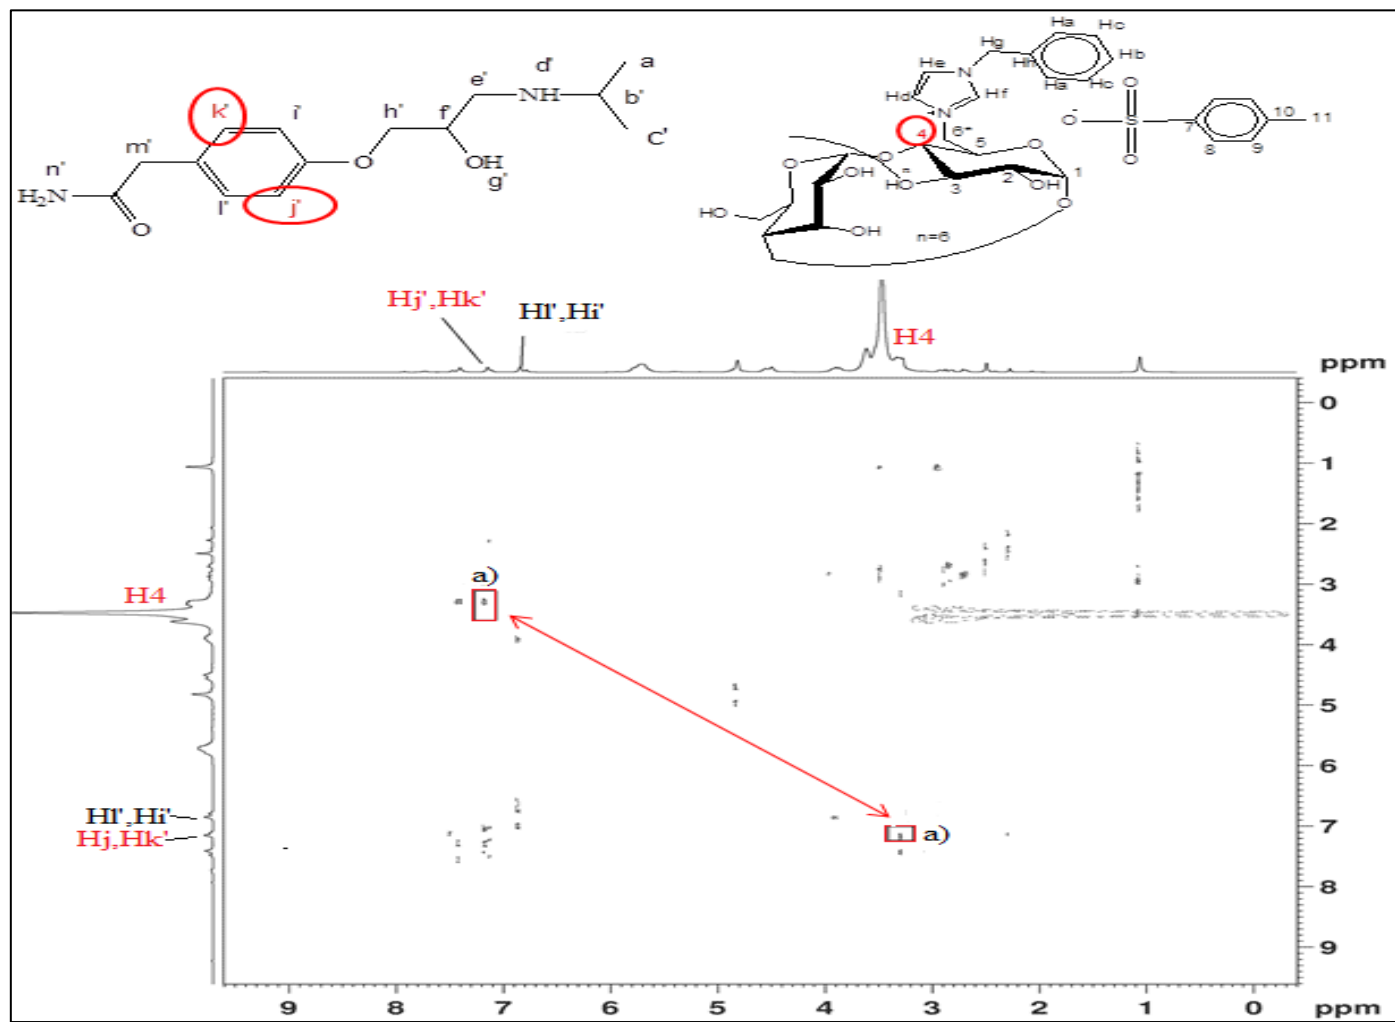 k'
i'
m'
n'
H₂N
O
l'
j'
h'
O
f'
OH
g'
e'
d'
NH
a
b'
C'
Ha
Hc
Hg
Hb
Hh
Ha
Hc
He
N
Hd
N
Hf
4
6*
5
O
O
O
S
O
7
8
9
10
11
O
O
O
1
2
OH
3
HO
n
OH
HO
OH
O
n=6
Hj',Hk'
Hl',Hi'
H4
ppm
0
1
2
3
4
5
6
7
8
9
H4
a)
a)
Hl',Hi'
Hj,Hk'
9 8 7 6 5 4 3 2 1 0 ppm